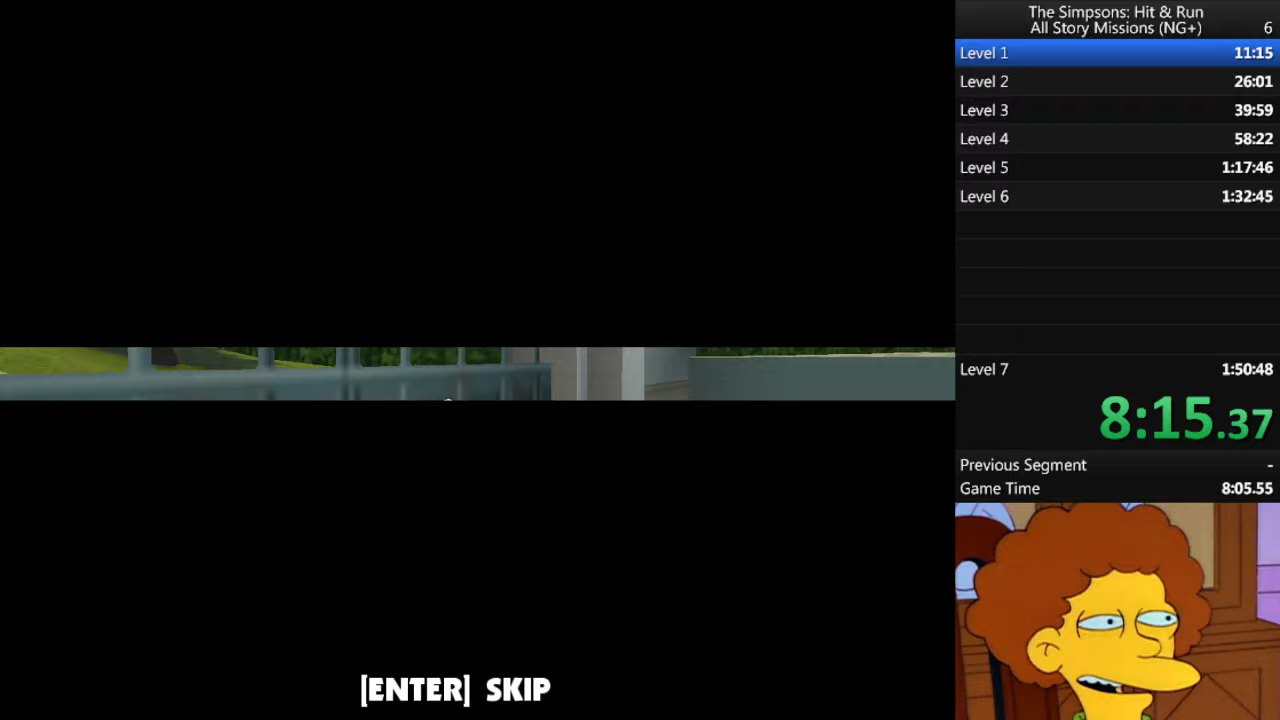 The Simpsons: Hit & Run
All Story Missions (NG+) 6
Level 1 11:15
Level 2 26:01
Level 3 39:59
Level 4 58:22
Level 5 1:17:46
Level 6 1:32:45
Level 7 1:50:48
8:15.37
Previous Segment -
Game Time 8:05.55
[ENTER] SKIP